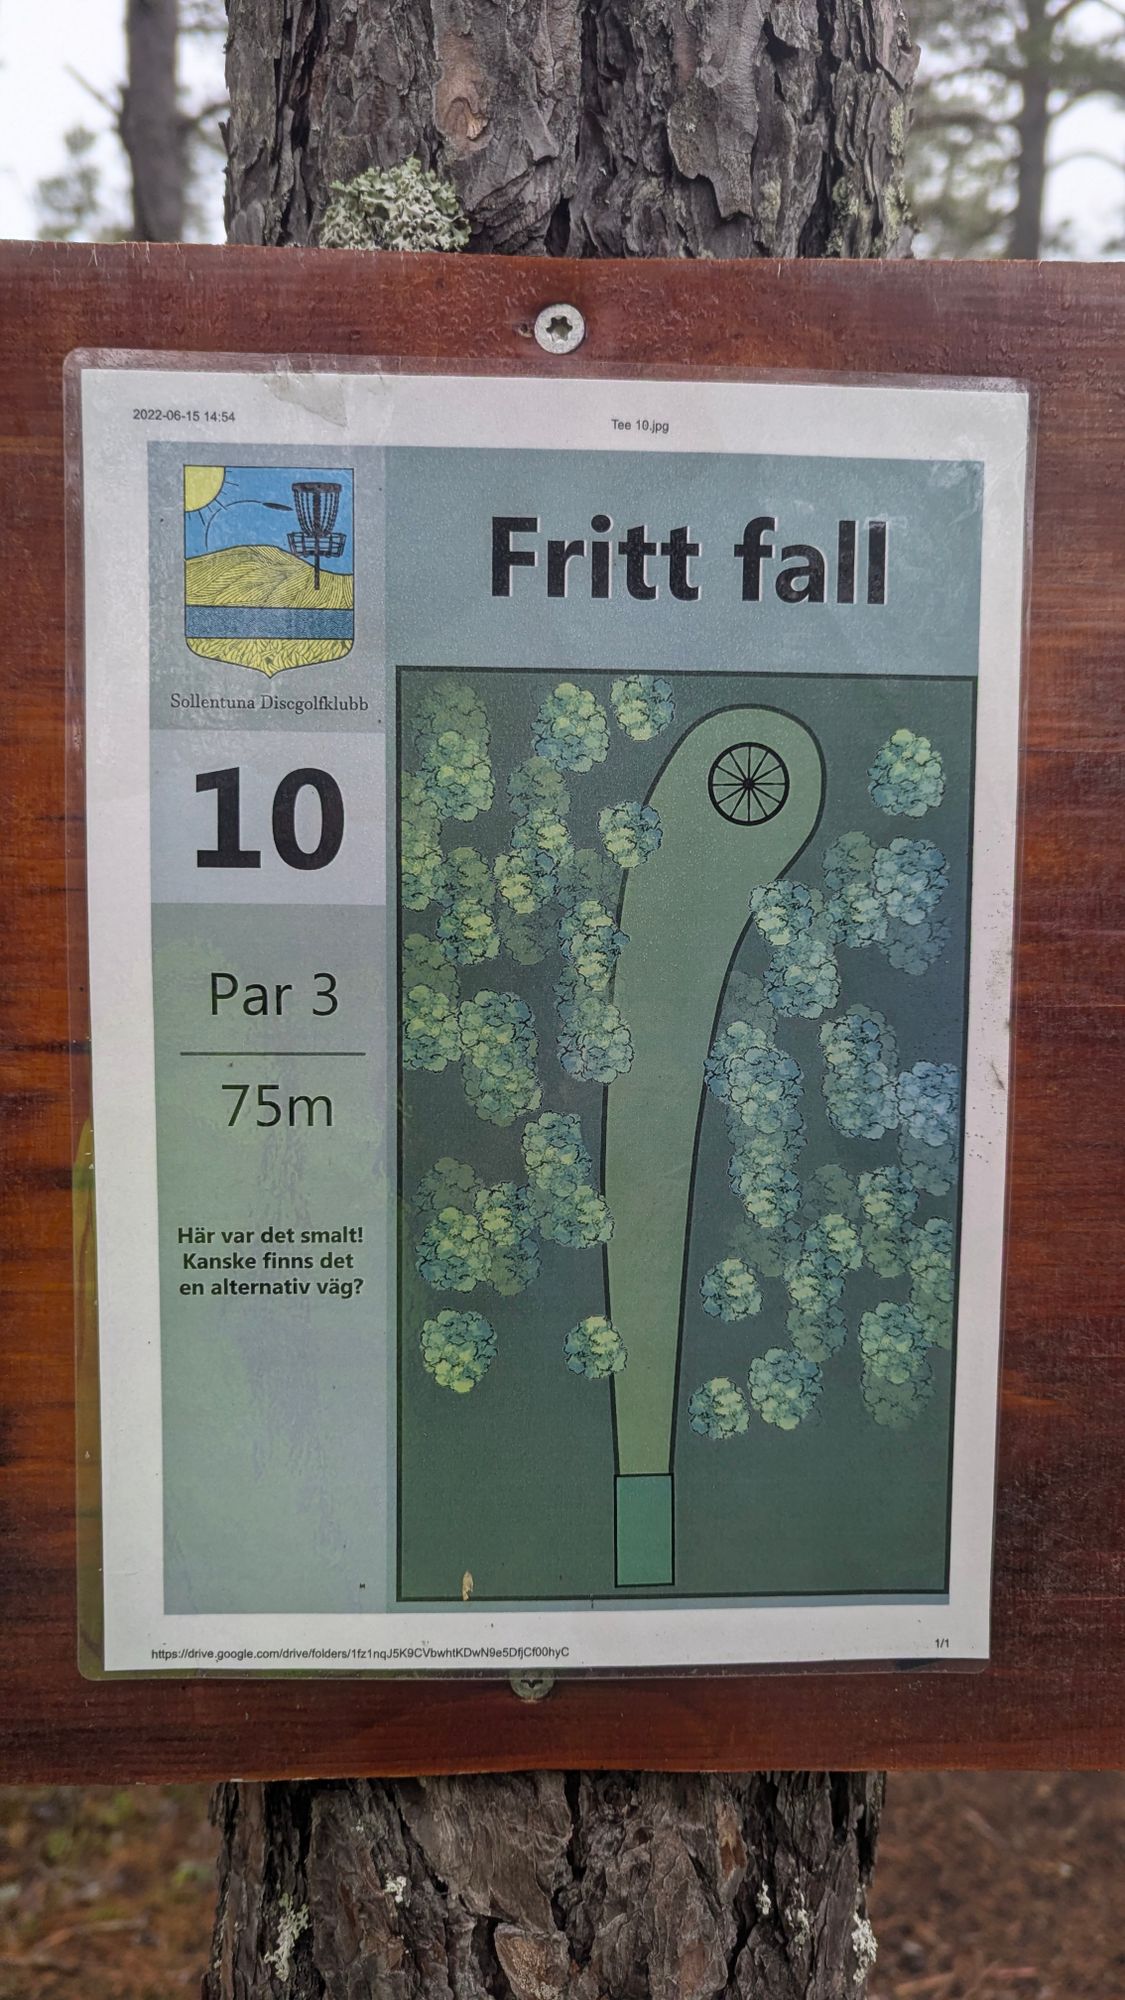 2022-06-15 14:54
Tee 10.jpg
Fritt fall
Sollentuna Discgolfklubb
10
Par 3
75m
Här var det smalt!
Kanske finns det
en alternativ väg?
https://drive.google.com/drive/folders/1fz1nqJ5K9CVbwhtKDwN9e5DfjCf00hyC
1/1